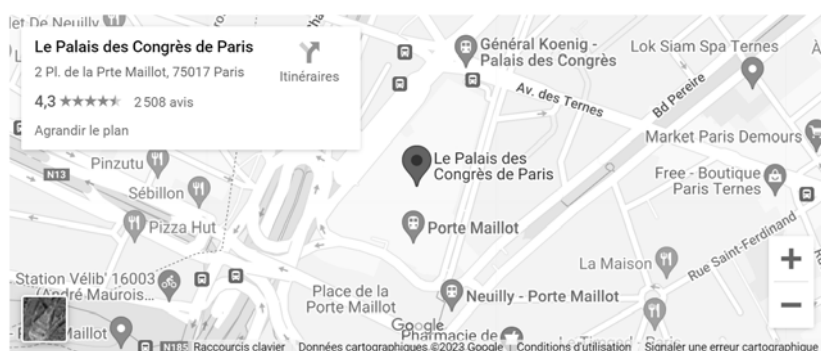 Le Palais des Congrès de Paris
2 Pl. de la Prte Maillot, 75017 Paris
4,3
2 508 avis
Agrandir le plan
Itinéraires
Général Koenig -
Palais des Congrès
Lok Siam Spa Ternes
Av. des Ternes
Bd Pereire
Market Paris Demours
Le Palais des
Congrès de Paris
Free - Boutique
Paris Ternes
N13
Pinzutu
Sébillon
Pizza Hut
Porte Maillot
La Maison
Rue Saint-Ferdinand
Station Vélib' 16003
(André Maurois...
Place de la
Porte Maillot
Neuilly - Porte Maillot
Maillot
Google
Pharmacie de
N185
Raccourcis clavier
Données cartographiques ©2023 Google
Conditions d'utilisation
Signaler une erreur cartographique
+
−